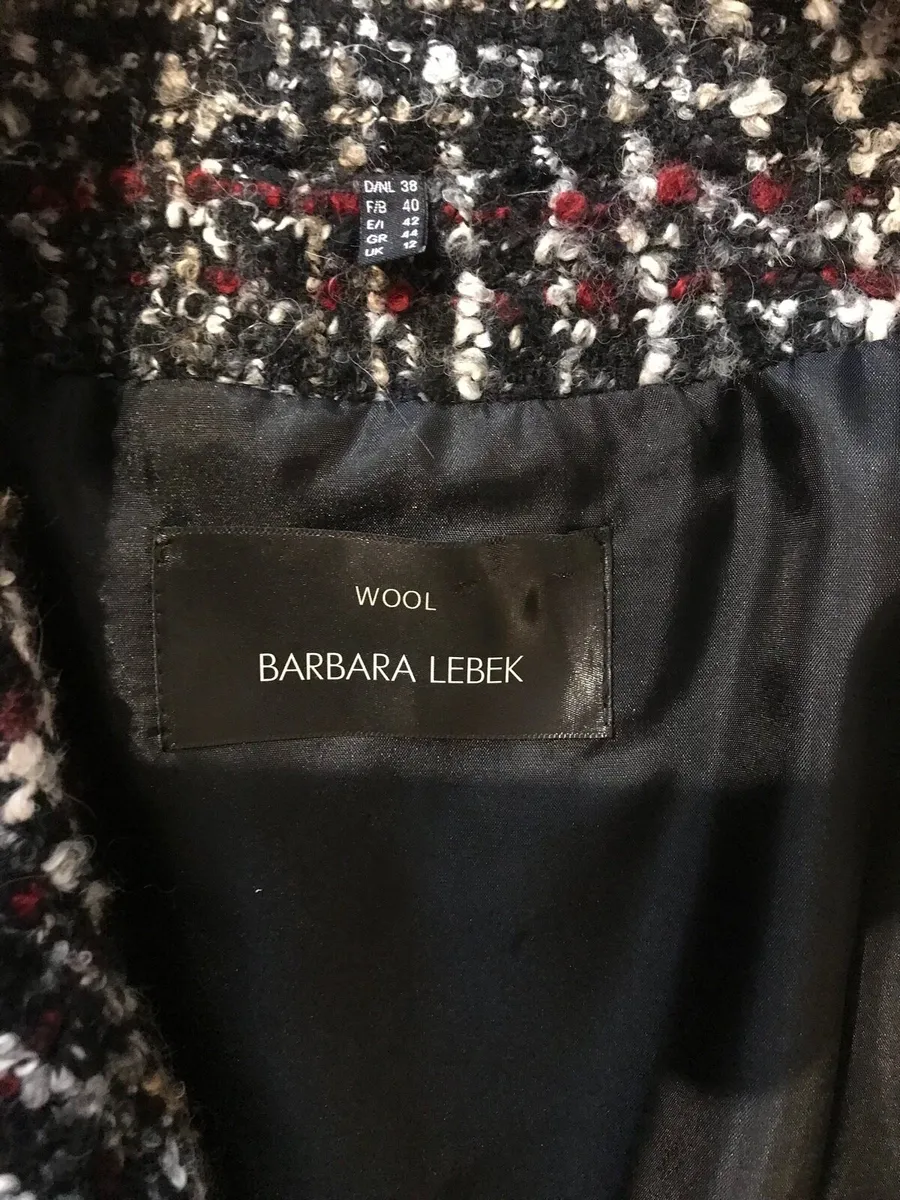 D/NL 38
F/B 40
E/I 42
GR 44
UK 12
WOOL
BARBARA LEBEK